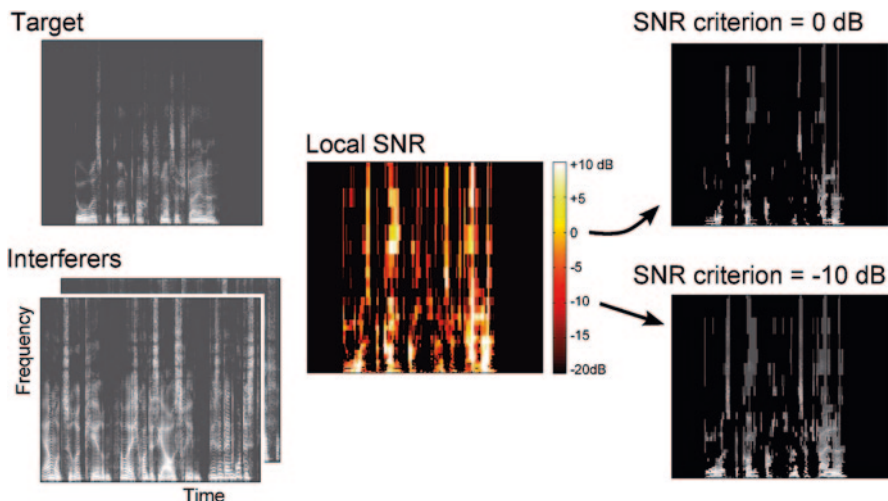 Target
SNR criterion = 0 dB
Local SNR
+10 dB
+5
0
-5
-10
-15
-20dB
Interferers
SNR criterion = -10 dB
Frequency
Time